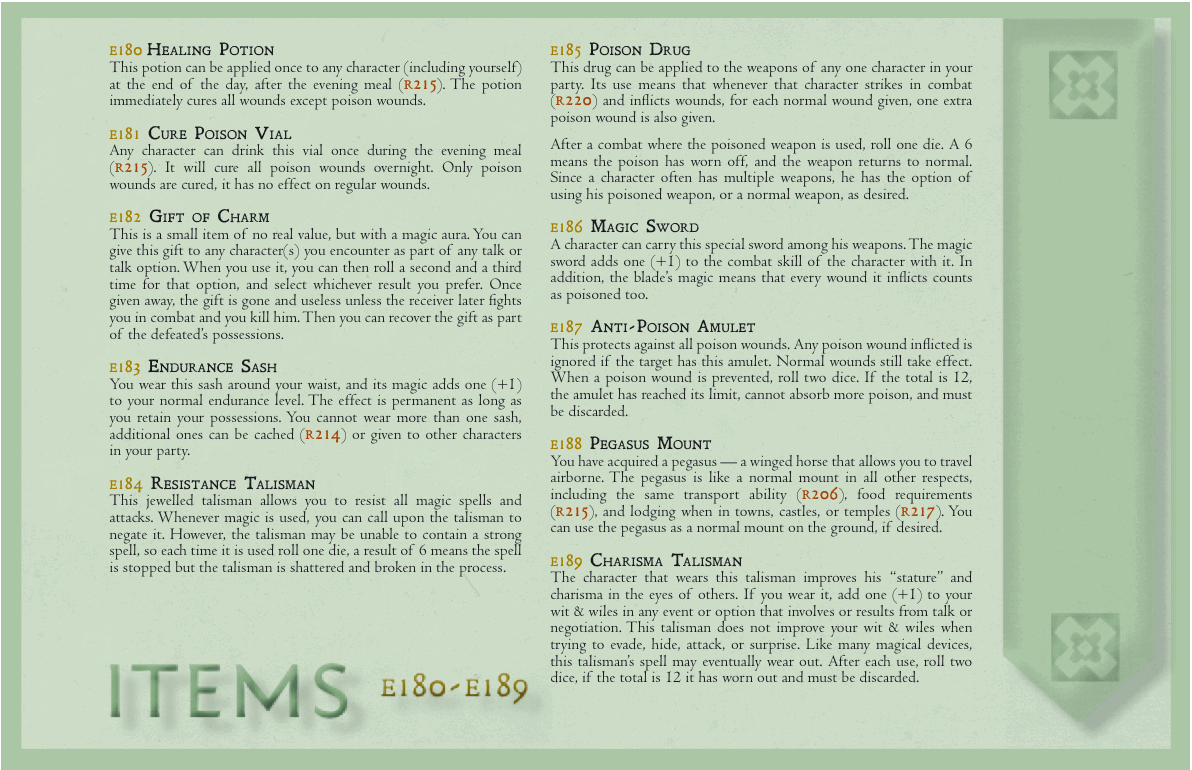 E180 Healing Potion
This potion can be applied once to any character (including yourself)
at the end of the day, after the evening meal (R215). The potion
immediately cures all wounds except poison wounds.
E181 Cure Poison Vial
Any character can drink this vial once during the evening meal
(R215). It will cure all poison wounds overnight. Only poison
wounds are cured, it has no effect on regular wounds.
E182 Gift of Charm
This is a small item of no real value, but with a magic aura. You can
give this gift to any character(s) you encounter as part of any talk or
talk option. When you use it, you can then roll a second and a third
time for that option, and select whichever result you prefer. Once
given away, the gift is gone and useless unless the receiver later fights
you in combat and you kill him. Then you can recover the gift as part
of the defeated's possessions.
E183 Endurance Sash
You wear this sash around your waist, and its magic adds one (+1)
to your normal endurance level. The effect is permanent as long as
you retain your possessions. You cannot wear more than one sash,
additional ones can be cached (R214) or given to other characters
in your party.
E184 Resistance Talisman
This jewelled talisman allows you to resist all magic spells and
attacks. Whenever magic is used, you can call upon the talisman to
negate it. However, the talisman may be unable to contain a strong
spell, so each time it is used roll one die, a result of 6 means the spell
is stopped but the talisman is shattered and broken in the process.
ITEMS E180-E189
E185 Poison Drug
This drug can be applied to the weapons of any one character in your
party. Its use means that whenever that character strikes in combat
(R220) and inflicts wounds, for each normal wound given, one extra
poison wound is also given.
After a combat where the poisoned weapon is used, roll one die. A 6
means the poison has worn off, and the weapon returns to normal.
Since a character often has multiple weapons, he has the option of
using his poisoned weapon, or a normal weapon, as desired.
E186 Magic Sword
A character can carry this special sword among his weapons. The magic
sword adds one (+1) to the combat skill of the character with it. In
addition, the blade's magic means that every wound it inflicts counts
as poisoned too.
E187 Anti-Poison Amulet
This protects against all poison wounds. Any poison wound inflicted is
ignored if the target has this amulet. Normal wounds still take effect.
When a poison wound is prevented, roll two dice. If the total is 12,
the amulet has reached its limit, cannot absorb more poison, and must
be discarded.
E188 Pegasus Mount
You have acquired a pegasus — a winged horse that allows you to travel
airborne. The pegasus is like a normal mount in all other respects,
including the same transport ability (R206), food requirements
(R215), and lodging when in towns, castles, or temples (R217). You
can use the pegasus as a normal mount on the ground, if desired.
E189 Charisma Talisman
The character that wears this talisman improves his “stature” and
charisma in the eyes of others. If you wear it, add one (+1) to your
wit & wiles in any event or option that involves or results from talk or
negotiation. This talisman does not improve your wit & wiles when
trying to evade, hide, attack, or surprise. Like many magical devices,
this talisman's spell may eventually wear out. After each use, roll two
dice, if the total is 12 it has worn out and must be discarded.